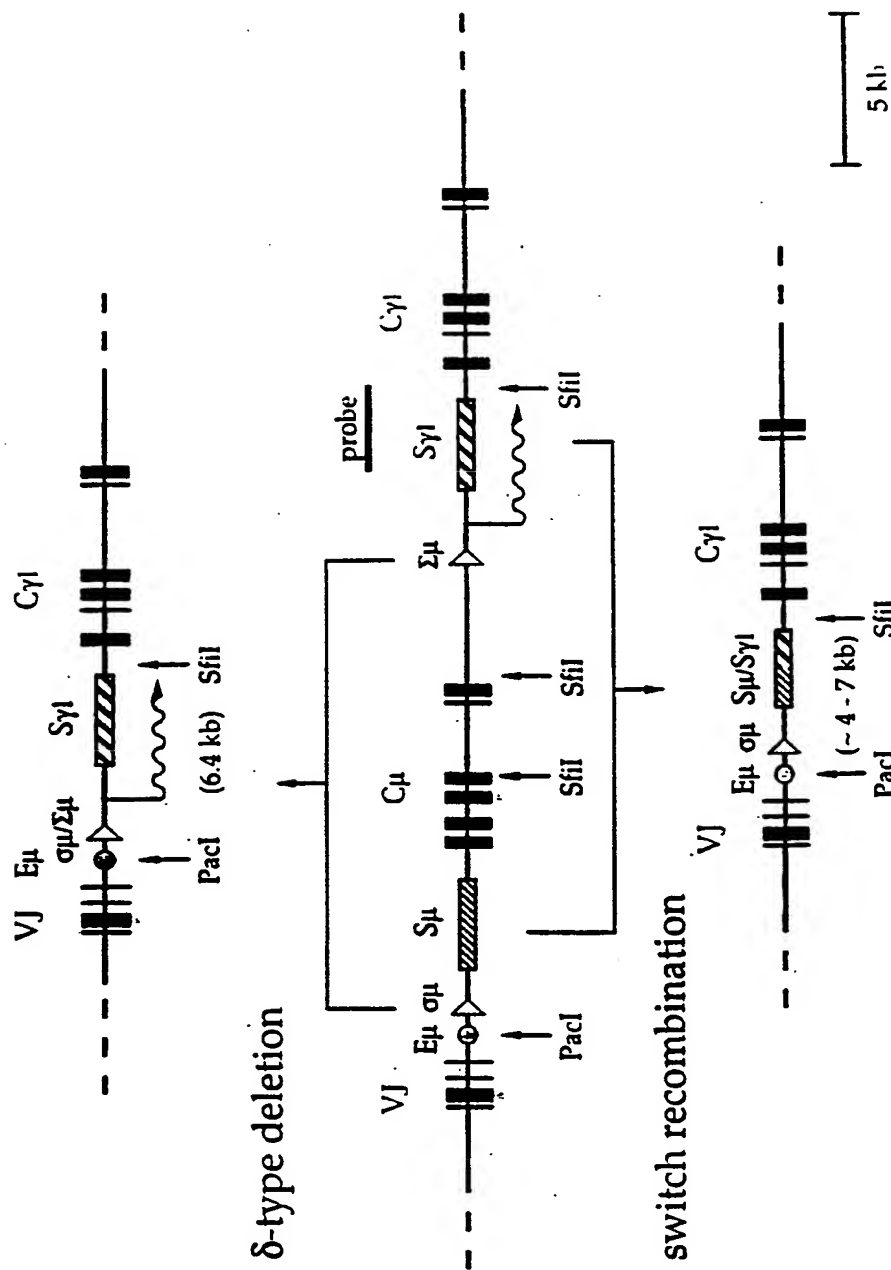 VJ Eμ Sγ1 Cγ1
σμ/Σμ
PacI (6.4 kb) SfiI
δ-type deletion
probe
VJ Eμ σμ Sμ Cμ Σμ Sγ1 Cγ1
PacI SfiI SfiI SfiI
switch recombination
VJ Eμ σμ Sμ/Sγ1 Cγ1
(~ 4 - 7 kb)
PacI SfiI
5 kb